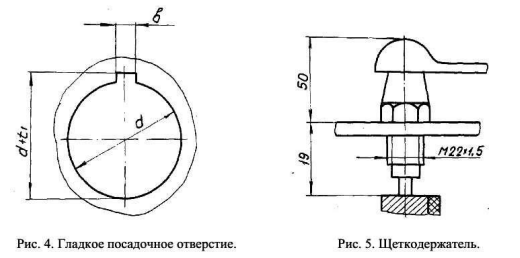 в
d+t1
d
50
19
M22×1,5
Рис. 4. Гладкое посадочное отверстие.
Рис. 5. Щеткодержатель.